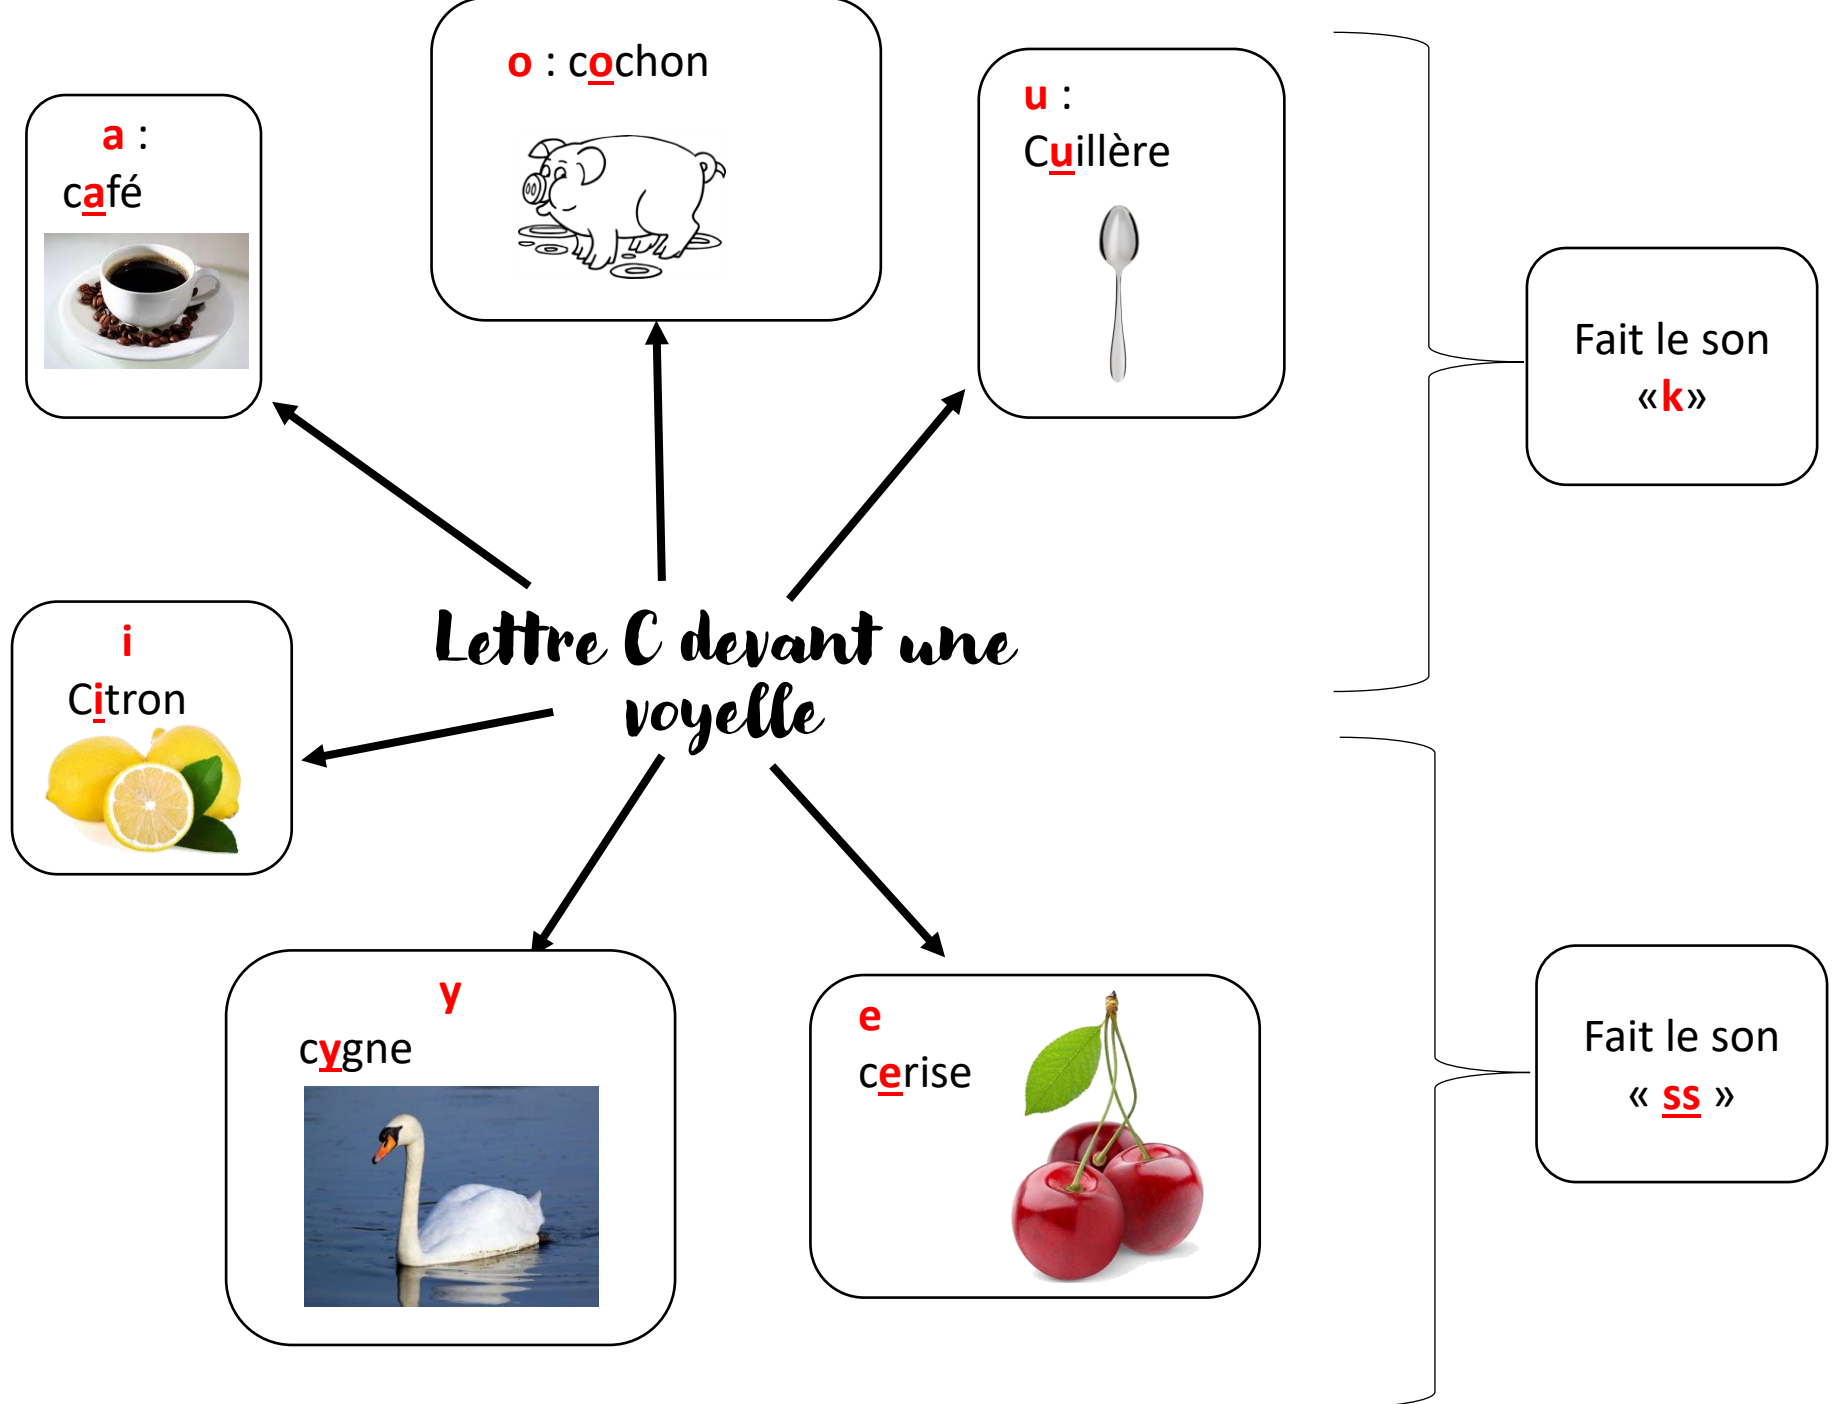 o : cochon
u :
Cuillère
a :
café
Fait le son
«k»
Lettre C devant une
voyelle
i
Citron
y
cygne
e
cerise
Fait le son
« ss »